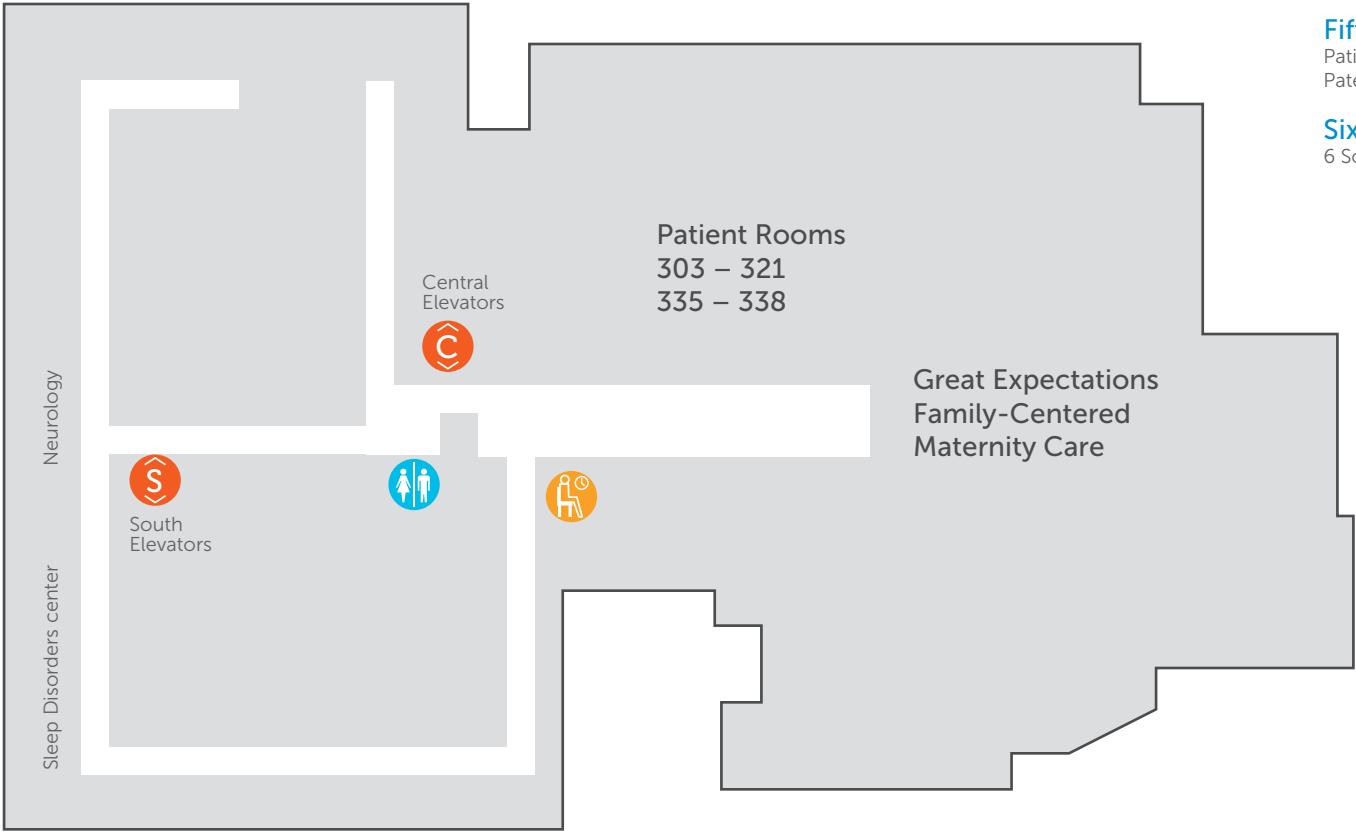 Patient Rooms
303 – 321
335 – 338
Central
Elevators
C
Great Expectations
Family-Centered
Maternity Care
Neurology
S
South
Elevators
Sleep Disorders center
6